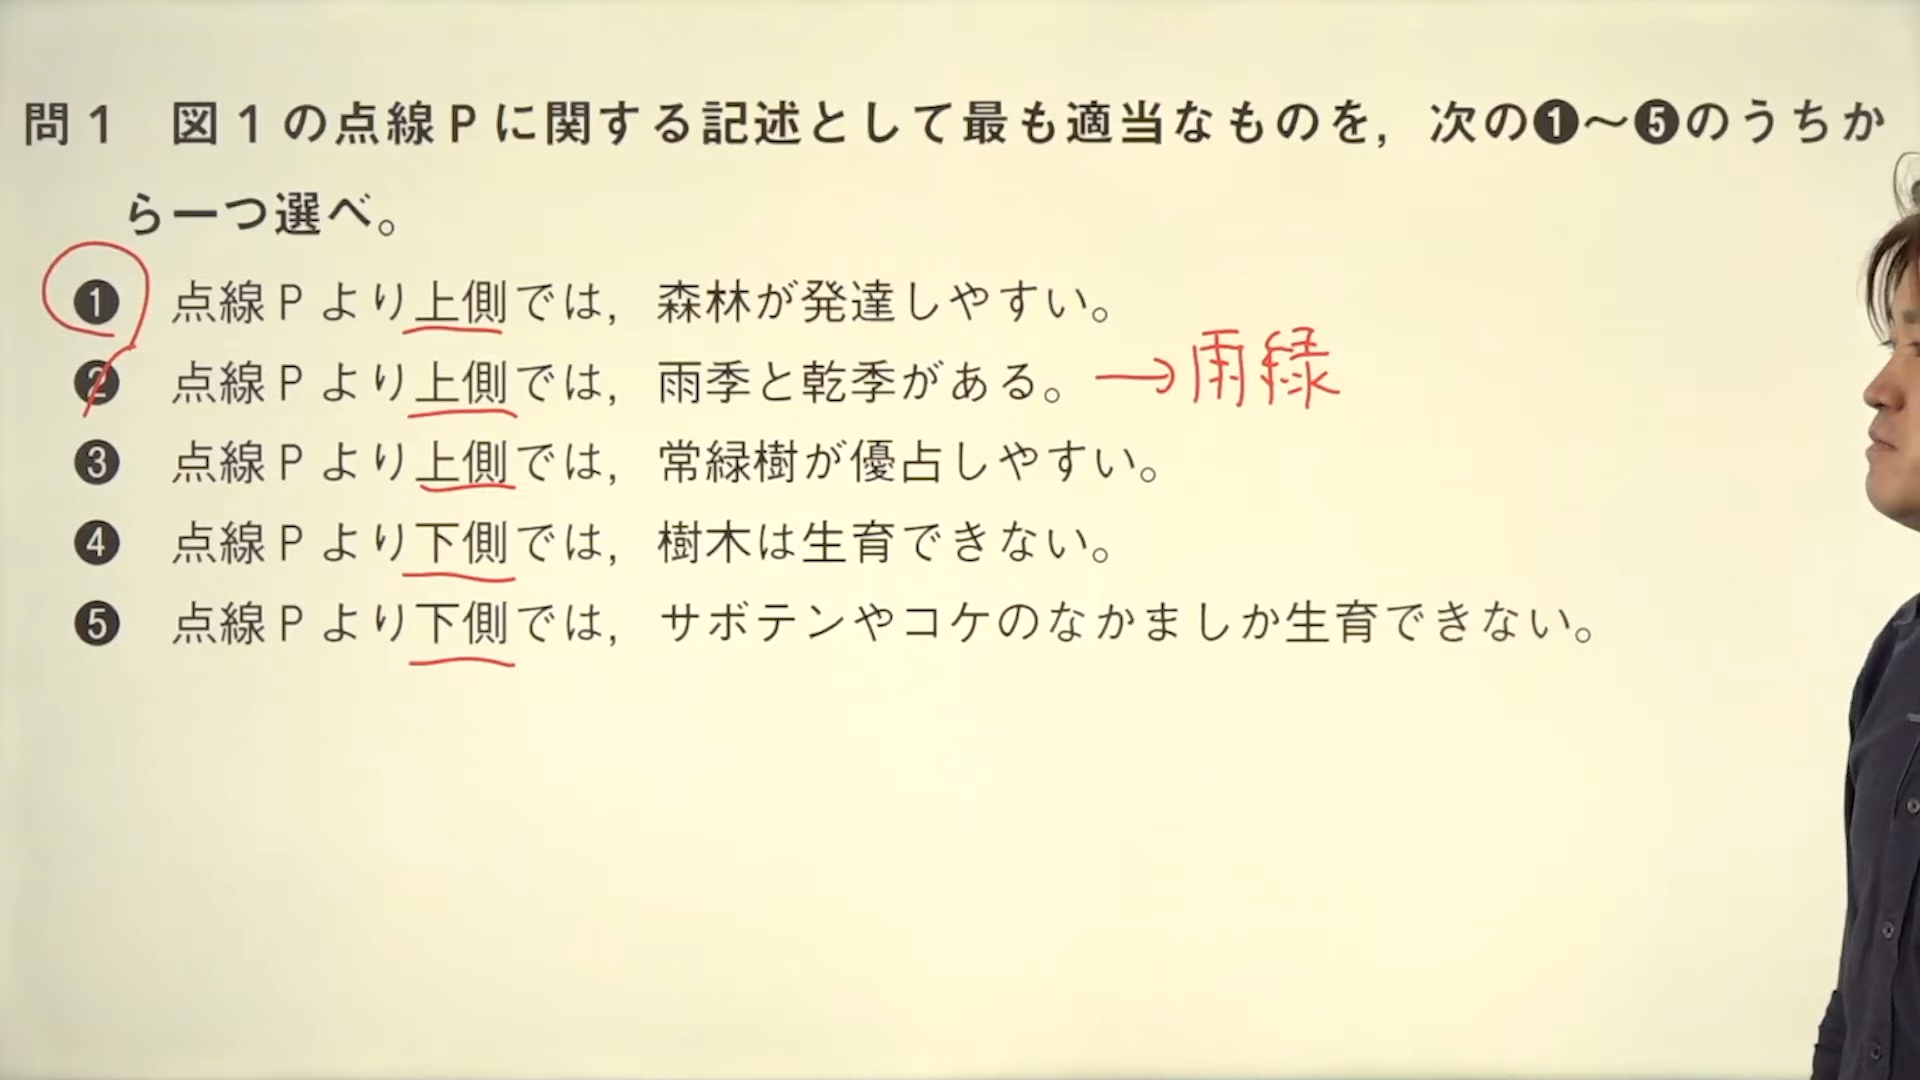 問1 図1の点線Pに関する記述として最も適当なものを，次の❶～❺のうちか
ら一つ選べ。
❶ 点線Pより上側では，森林が発達しやすい。
❷ 点線Pより上側では，雨季と乾季がある。→雨緑
❸ 点線Pより上側では，常緑樹が優占しやすい。
❹ 点線Pより下側では，樹木は生育できない。
❺ 点線Pより下側では，サボテンやコケのなかましか生育できない。